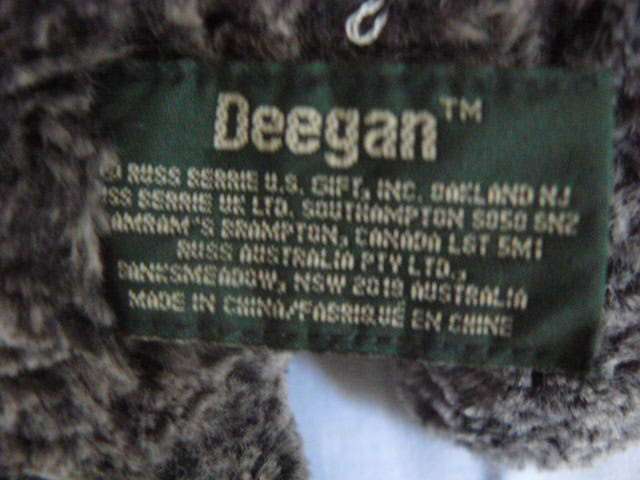 Deegan™
© RUSS BERRIE U.S. GIFT, INC. OAKLAND NJ
SS BERRIE UK LTD. SOUTHAMPTON SO50 5NZ
AMRAM'S BRAMPTON, CANADA L6T 5M1
RUSS AUSTRALIA PTY LTD.,
BANKSMEADOW, NSW 2019 AUSTRALIA
MADE IN CHINA/FABRIQUÉ EN CHINE